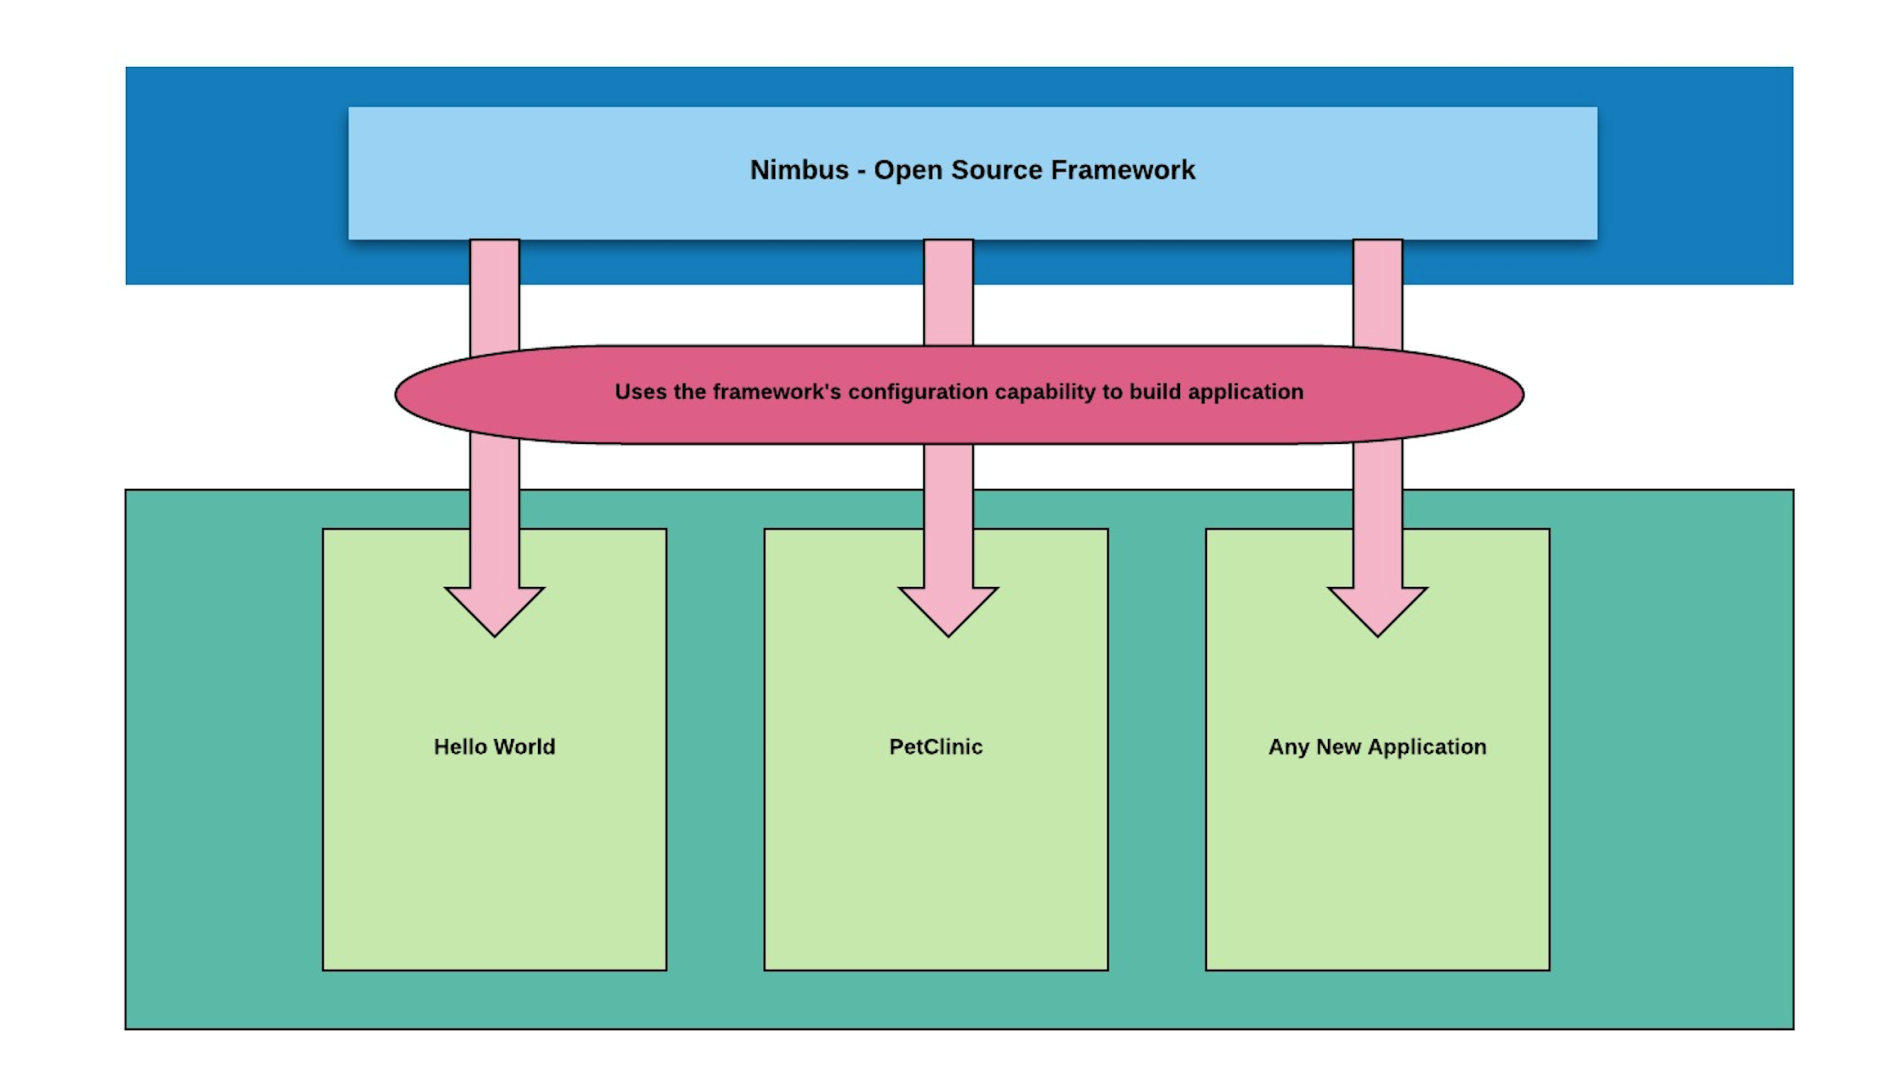 Nimbus - Open Source Framework
Uses the framework's configuration capability to build application
Hello World
PetClinic
Any New Application